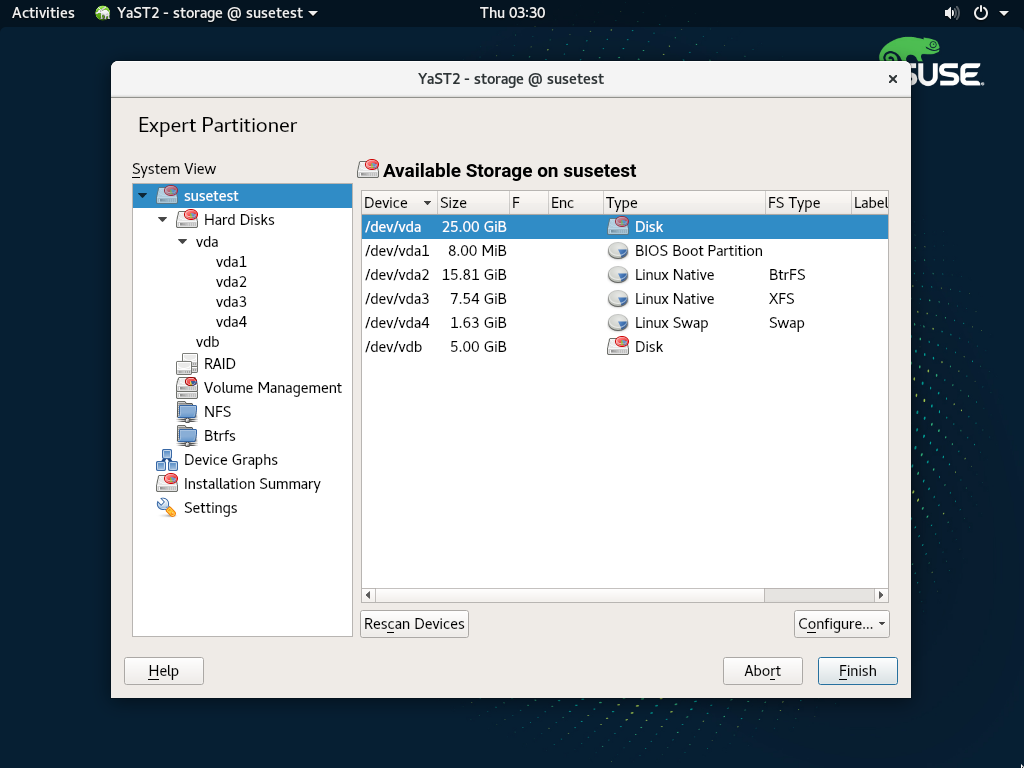 Activities YaST2 - storage @ susetest Thu 03:30
SUSE
YaST2 - storage @ susetest
Expert Partitioner
System View
Available Storage on susetest
susetest
Hard Disks
vda
vda1
vda2
vda3
vda4
vdb
RAID
Volume Management
NFS
Btrfs
Device Graphs
Installation Summary
Settings
Device Size F Enc Type FS Type Label
/dev/vda 25.00 GiB Disk
/dev/vda1 8.00 MiB BIOS Boot Partition
/dev/vda2 15.81 GiB Linux Native BtrFS
/dev/vda3 7.54 GiB Linux Native XFS
/dev/vda4 1.63 GiB Linux Swap Swap
/dev/vdb 5.00 GiB Disk
Rescan Devices Configure...
Help Abort Finish